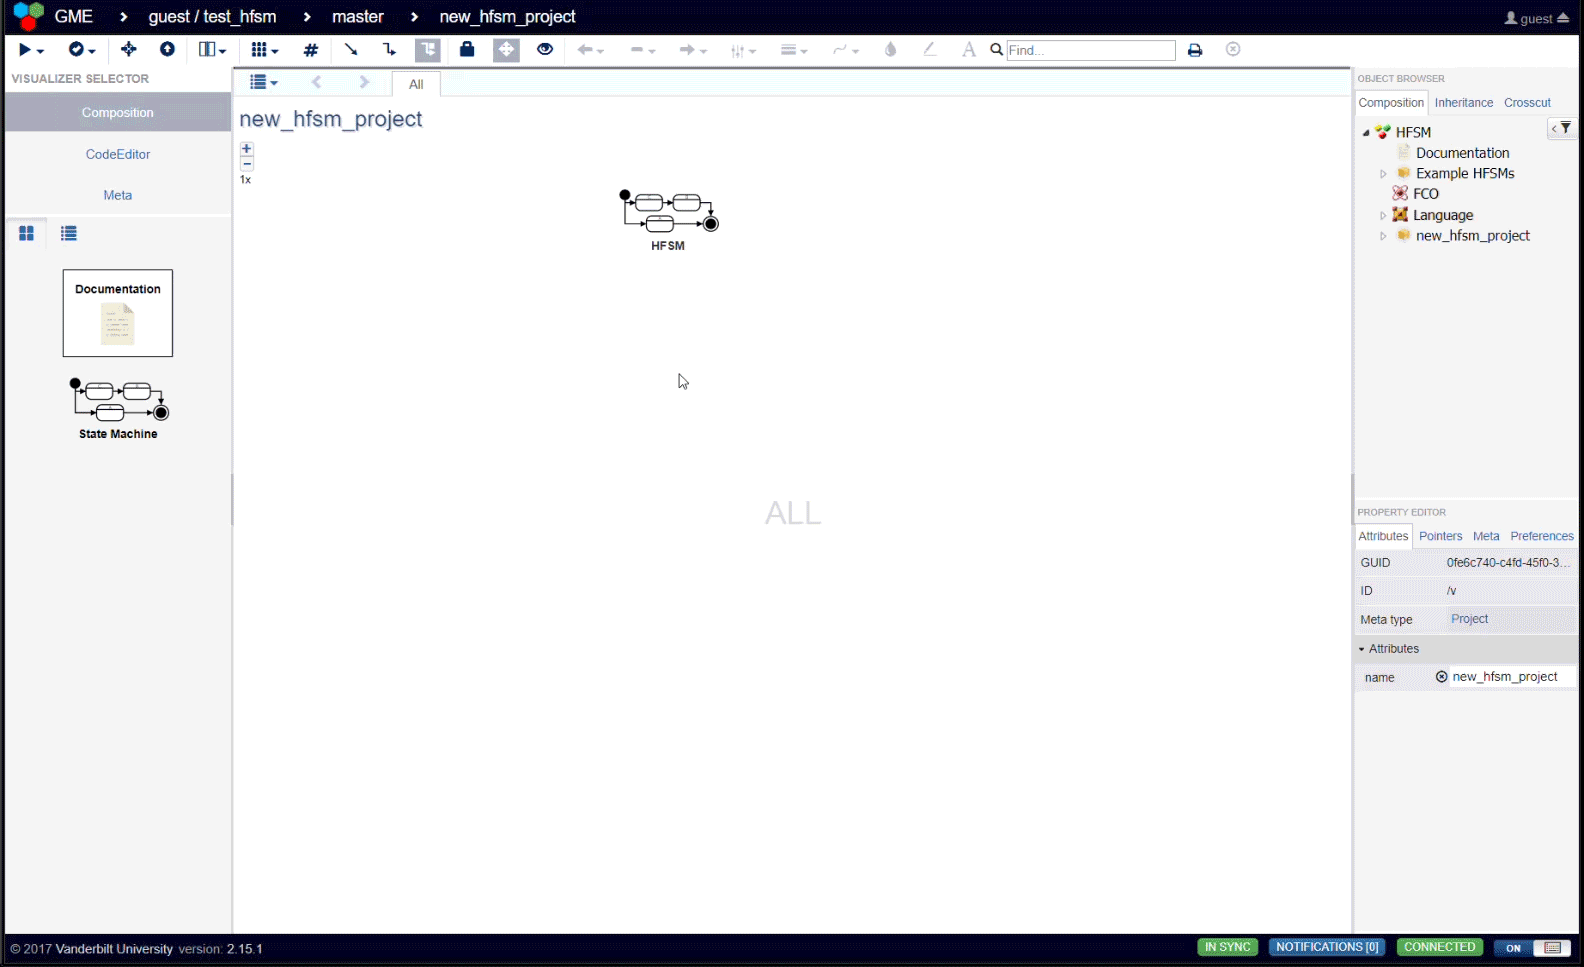 GME > guest / test_hfsm > master > new_hfsm_project
guest
Find...
VISUALIZER SELECTOR
Composition
CodeEditor
Meta
Documentation
State Machine
All
new_hfsm_project
+
−
1x
HFSM
ALL
OBJECT BROWSER
Composition Inheritance Crosscut
HFSM
Documentation
Example HFSMs
FCO
Language
new_hfsm_project
PROPERTY EDITOR
Attributes Pointers Meta Preferences
GUID 0fe6c740-c4fd-45f0-3...
ID /v
Meta type Project
Attributes
name new_hfsm_project
© 2017 Vanderbilt University version: 2.15.1
IN SYNC NOTIFICATIONS [0] CONNECTED ON